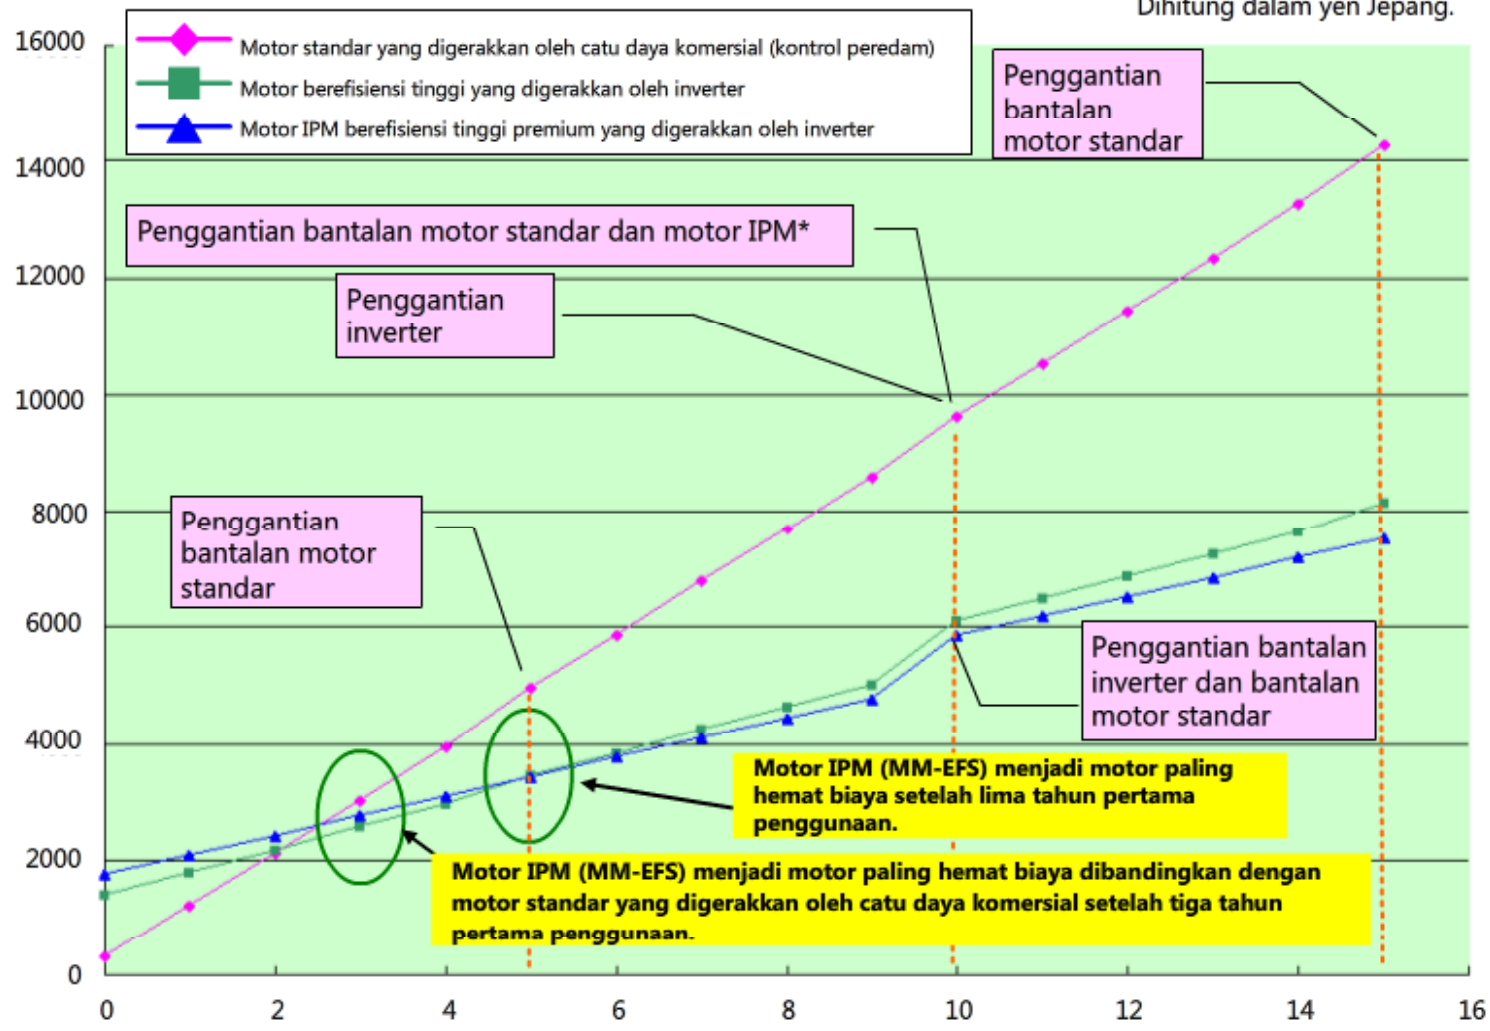 Dihitung dalam yen Jepang.
Motor standar yang digerakkan oleh catu daya komersial (kontrol peredam)
Motor berefisiensi tinggi yang digerakkan oleh inverter
Motor IPM berefisiensi tinggi premium yang digerakkan oleh inverter
Penggantian
bantalan
motor standar
Penggantian bantalan motor standar dan motor IPM*
Penggantian
inverter
Penggantian
bantalan motor
standar
Penggantian bantalan
inverter dan bantalan
motor standar
Motor IPM (MM-EFS) menjadi motor paling
hemat biaya setelah lima tahun pertama
penggunaan.
Motor IPM (MM-EFS) menjadi motor paling hemat biaya dibandingkan dengan
motor standar yang digerakkan oleh catu daya komersial setelah tiga tahun
pertama penggunaan.
16000
14000
12000
10000
8000
6000
4000
2000
0
0 2 4 6 8 10 12 14 16